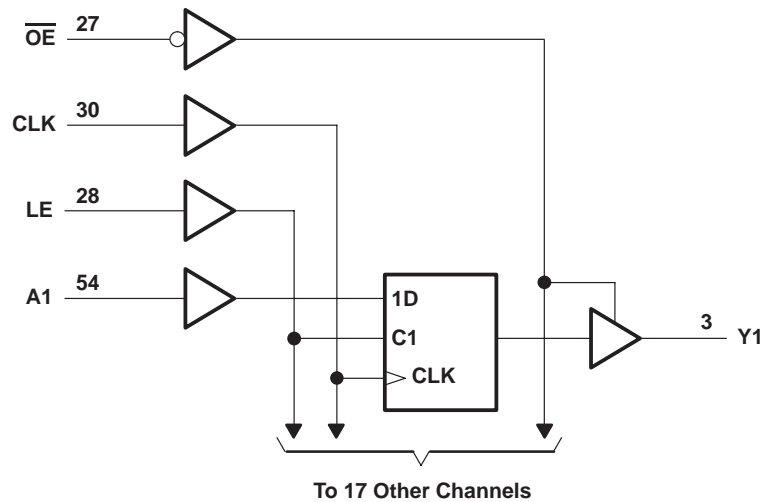 OE 27
CLK 30
LE 28
A1 54
1D
C1
CLK
3 Y1
To 17 Other Channels